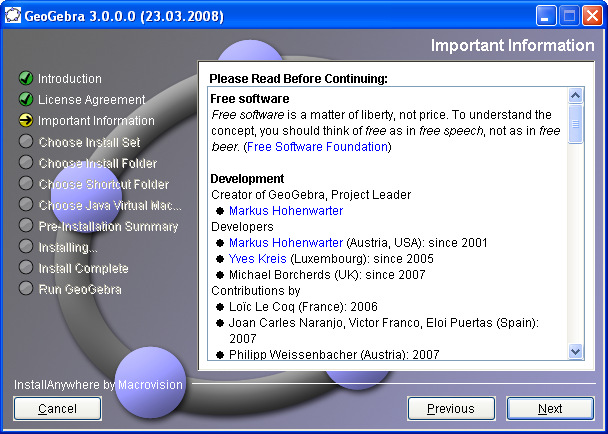 GeoGebra 3.0.0.0 (23.03.2008)
Important Information
Introduction
License Agreement
Important Information
Choose Install Set
Choose Install Folder
Choose Shortcut Folder
Choose Java Virtual Mac...
Pre-Installation Summary
Installing...
Install Complete
Run GeoGebra
Please Read Before Continuing:
Free software
Free software is a matter of liberty, not price. To understand the
concept, you should think of free as in free speech, not as in free
beer. (Free Software Foundation)
Development
Creator of GeoGebra, Project Leader
Markus Hohenwarter
Developers
Markus Hohenwarter (Austria, USA): since 2001
Yves Kreis (Luxembourg): since 2005
Michael Borcherds (UK): since 2007
Contributions by
Loïc Le Coq (France): 2006
Joan Carles Naranjo, Victor Franco, Eloi Puertas (Spain):
2007
Philipp Weissenbacher (Austria): 2007
InstallAnywhere by Macrovision
Cancel
Previous
Next